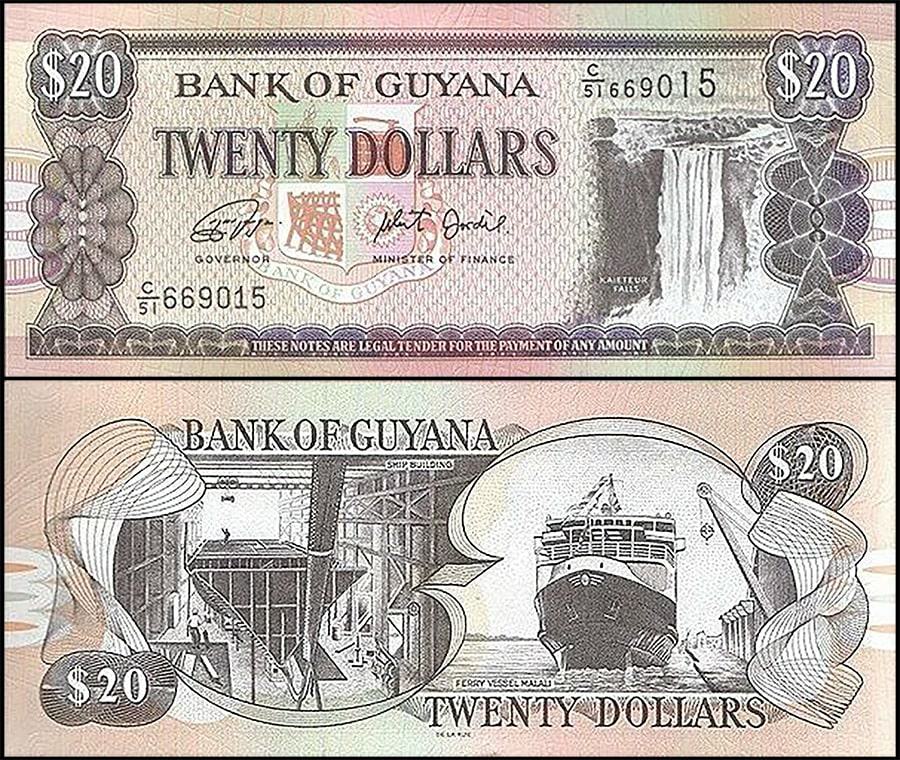 $20
$20
BANK OF GUYANA
C/51 669015
TWENTY DOLLARS
GOVERNOR
MINISTER OF FINANCE
BANK OF GUYANA
KAIETEUR
FALLS
C/51 669015
THESE NOTES ARE LEGAL TENDER FOR THE PAYMENT OF ANY AMOUNT
BANK OF GUYANA
SHIP BUILDING
$20
$20
FERRY VESSEL MALALI
TWENTY DOLLARS
DE LA RUE